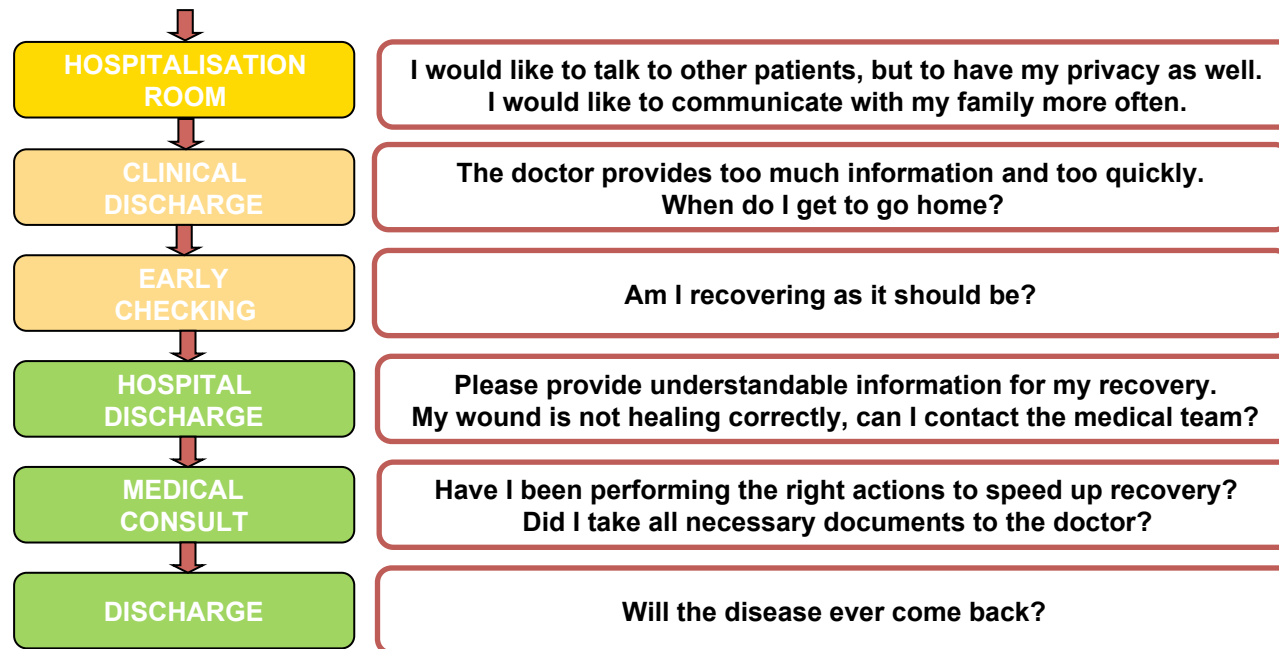 HOSPITALISATION
ROOM
I would like to talk to other patients, but to have my privacy as well.
I would like to communicate with my family more often.
CLINICAL
DISCHARGE
The doctor provides too much information and too quickly.
When do I get to go home?
EARLY
CHECKING
Am I recovering as it should be?
HOSPITAL
DISCHARGE
Please provide understandable information for my recovery.
My wound is not healing correctly, can I contact the medical team?
MEDICAL
CONSULT
Have I been performing the right actions to speed up recovery?
Did I take all necessary documents to the doctor?
DISCHARGE
Will the disease ever come back?